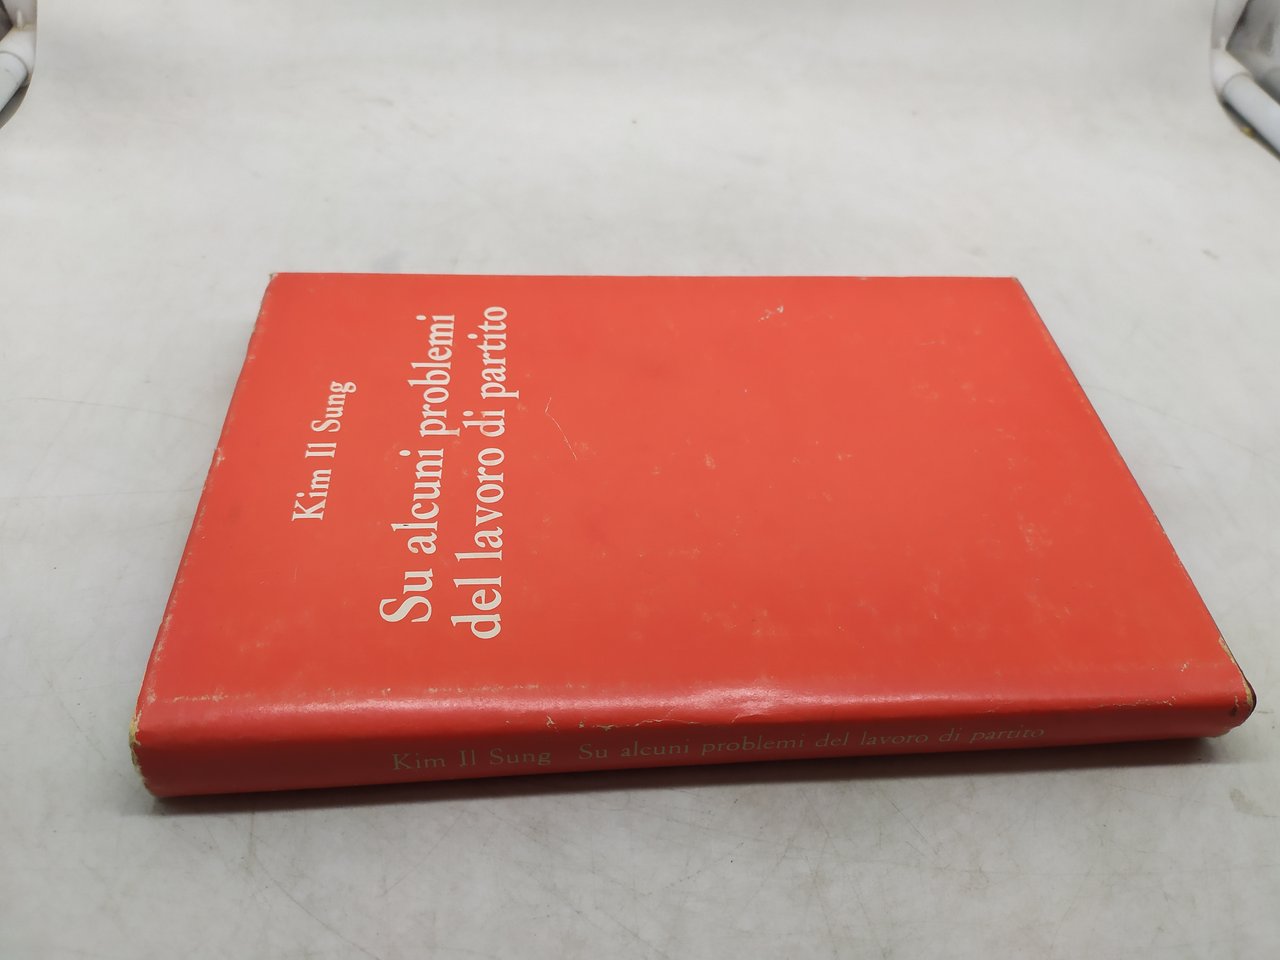 Kim Il Sung
Su alcuni problemi
del lavoro di partito
Kim Il Sung Su alcuni problemi del lavoro di partito